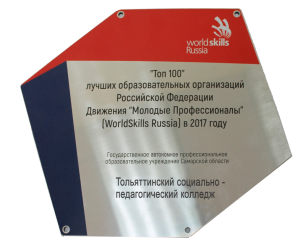 worldskills
Russia
"Топ 100"
лучших образовательных организаций
Российской Федерации
Движения "Молодые Профессионалы"
(WorldSkills Russia) в 2017 году
Государственное автономное профессиональное
образовательное учреждение Самарской области
Тольяттинский социально -
педагогический колледж